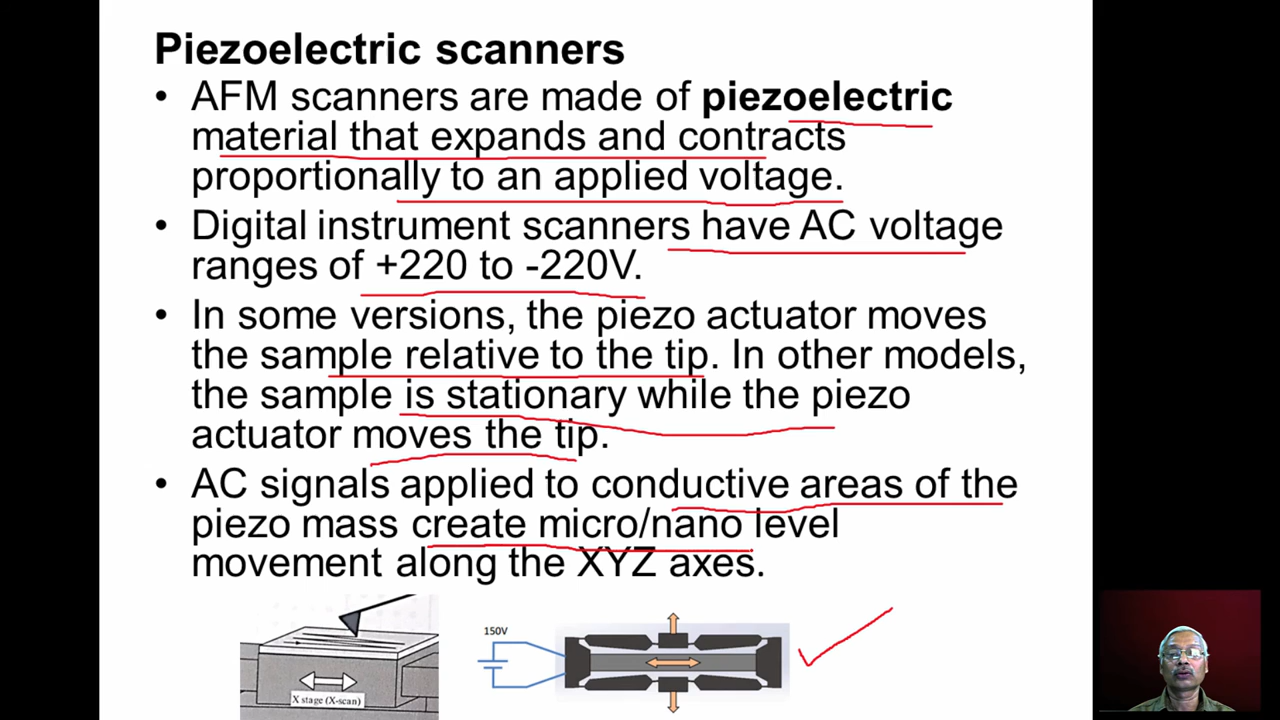 Piezoelectric scanners
• AFM scanners are made of piezoelectric
material that expands and contracts
proportionally to an applied voltage.
• Digital instrument scanners have AC voltage
ranges of +220 to -220V.
• In some versions, the piezo actuator moves
the sample relative to the tip. In other models,
the sample is stationary while the piezo
actuator moves the tip.
• AC signals applied to conductive areas of the
piezo mass create micro/nano level
movement along the XYZ axes.
150V
X stage (X-scan)